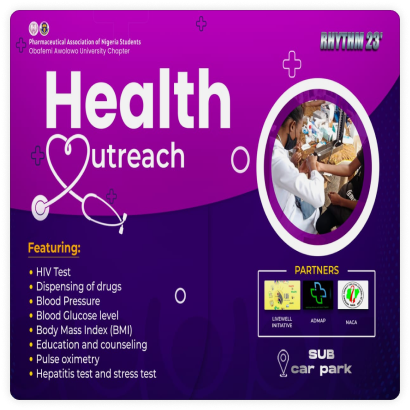 Pharmaceutical Association of Nigeria Students
Obafemi Awolowo University Chapter
RHYTHM 23'
Health
utreach
Featuring:
• HIV Test
• Dispensing of drugs
• Blood Pressure
• Blood Glucose level
• Body Mass Index (BMI)
• Education and counseling
• Pulse oximetry
• Hepatitis test and stress test
PARTNERS
LIVEWELL
INITIATIVE
ADMAP
NACA
SUB
car park